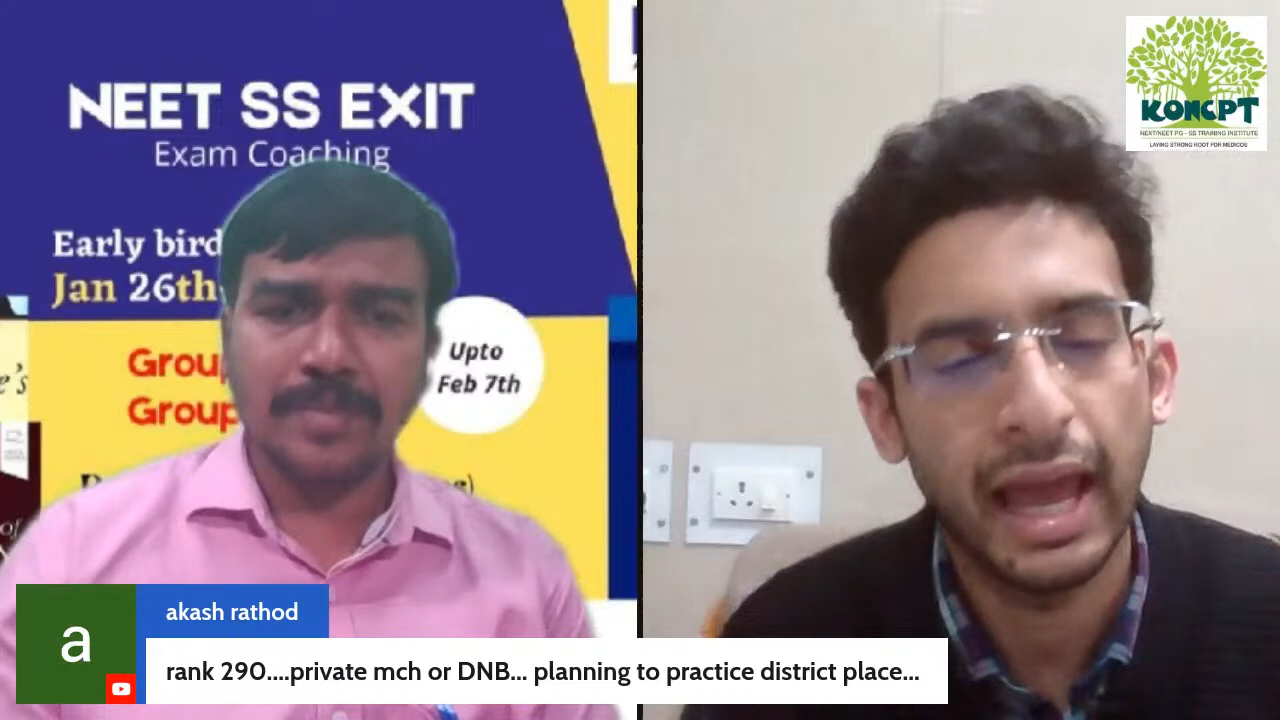 NEET SS EXIT
Exam Coaching
Early bird
Jan 26th
Group
Group
Upto
Feb 7th
KONCPT
NEXT/NEET PG - SS TRAINING INSTITUTE
LAYING STRONG ROOT FOR MEDICOS
a
akash rathod
rank 290....private mch or DNB... planning to practice district place...